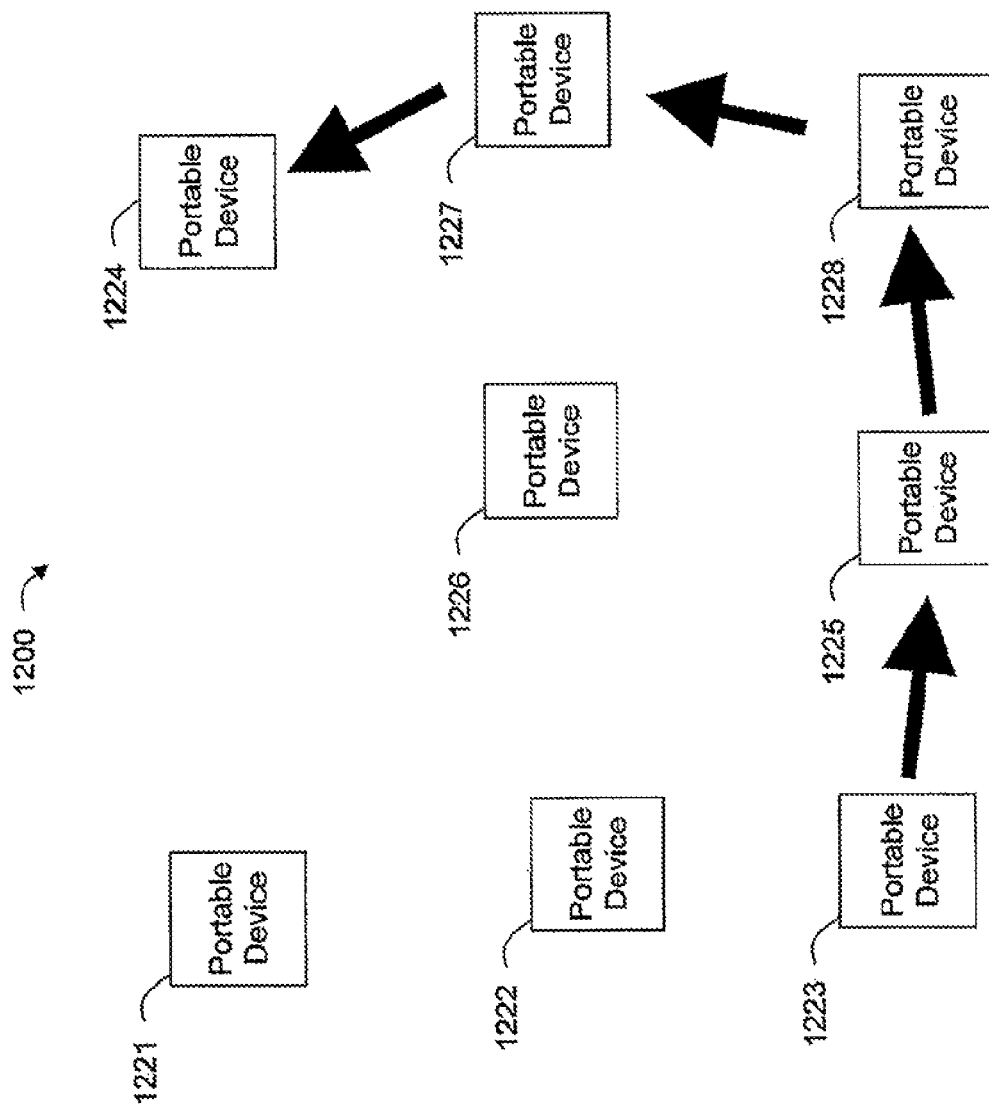 1200
1221
Portable
Device
1222
Portable
Device
1223
Portable
Device
1224
Portable
Device
1226
Portable
Device
1225
Portable
Device
1227
Portable
Device
1228
Portable
Device